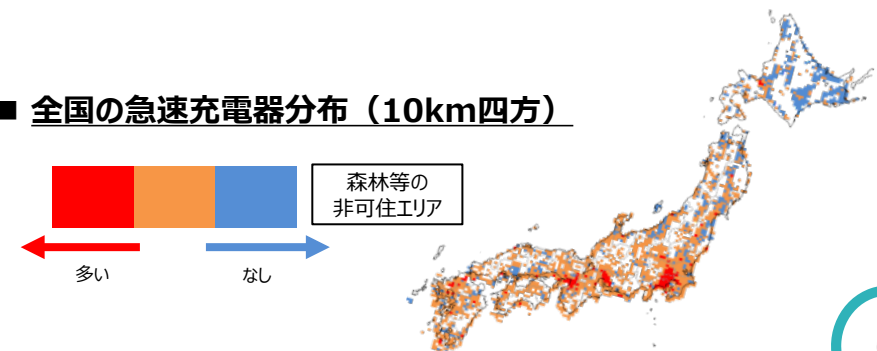 ■ 全国の急速充電器分布（10km四方）
森林等の
非可住エリア
多い
なし